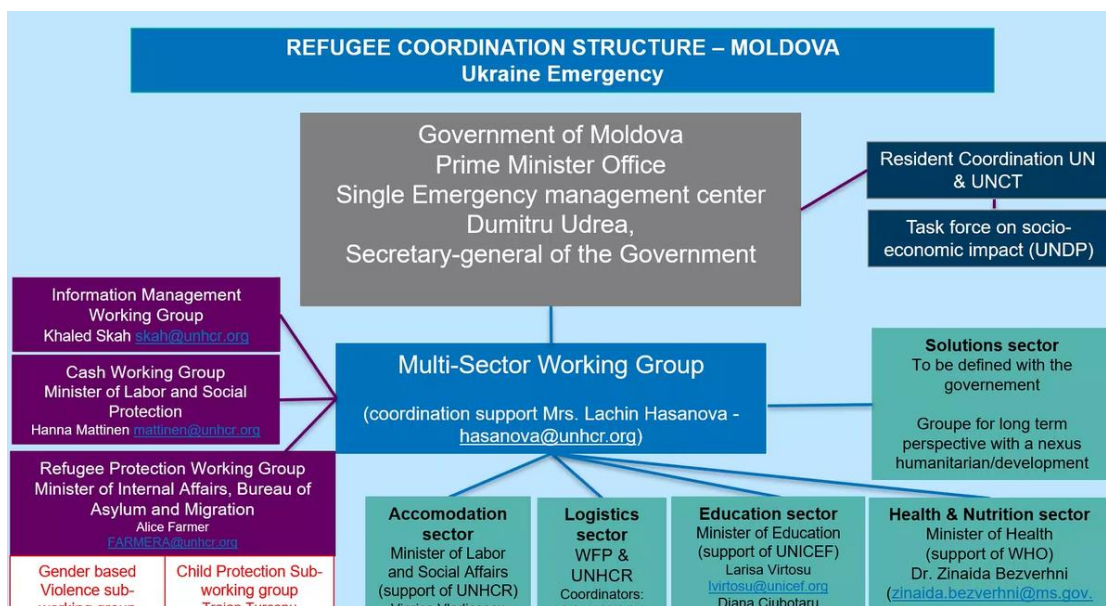 REFUGEE COORDINATION STRUCTURE – MOLDOVA
Ukraine Emergency
Government of Moldova
Prime Minister Office
Single Emergency management center
Dumitru Udrea,
Secretary-general of the Government
Resident Coordination UN
& UNCT
Task force on socio-
economic impact (UNDP)
Information Management
Working Group
Khaled Skah skah@unhcr.org
Cash Working Group
Minister of Labor and Social
Protection
Hanna Mattinen mattinen@unhcr.org
Refugee Protection Working Group
Minister of Internal Affairs, Bureau of
Asylum and Migration
Alice Farmer
FARMERA@unhcr.org
Gender based
Violence sub-
working group
Child Protection Sub-
working group
Multi-Sector Working Group
(coordination support Mrs. Lachin Hasanova -
hasanova@unhcr.org)
Solutions sector
To be defined with the
governement
Groupe for long term
perspective with a nexus
humanitarian/development
Accomodation
sector
Minister of Labor
and Social Affairs
(support of UNHCR)
Logistics
sector
WFP &
UNHCR
Coordinators:
Education sector
Minister of Education
(support of UNICEF)
Larisa Virtosu
lvirtosu@unicef.org
Diana Ciubotaru
Health & Nutrition sector
Minister of Health
(support of WHO)
Dr. Zinaida Bezverhni
(zinaida.bezverhni@ms.gov.